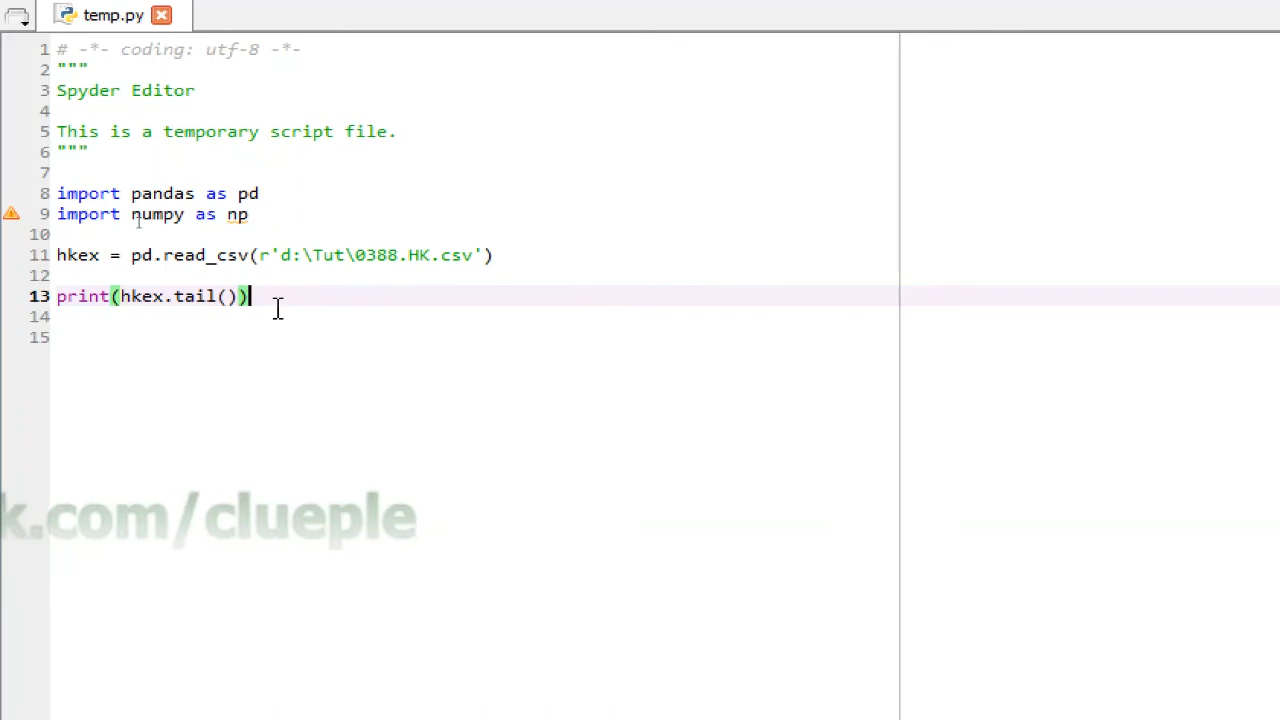 temp.py
1 # -*- coding: utf-8 -*-
2 """
3 Spyder Editor
4
5 This is a temporary script file.
6 """
7
8 import pandas as pd
9 import numpy as np
10
11 hkex = pd.read_csv(r'd:\Tut\0388.HK.csv')
12
13 print(hkex.tail())
14
15
k.com/clueple